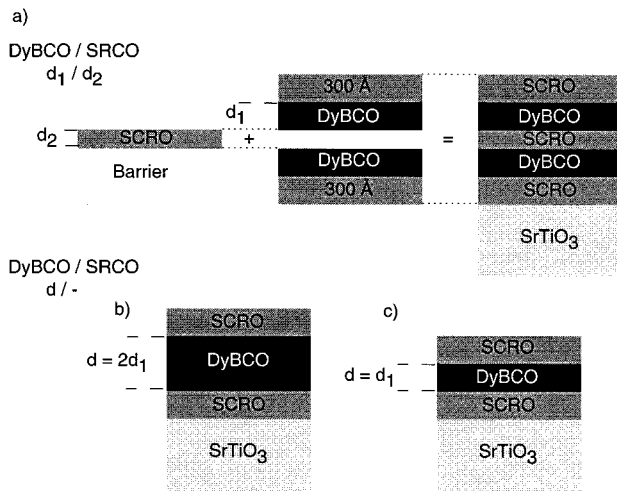 a)
DyBCO / SRCO
d1 / d2
d2
SCRO
Barrier
+
d1
300 Å
DyBCO
DyBCO
300 Å
=
SCRO
DyBCO
SCRO
DyBCO
SCRO
SrTiO3
DyBCO / SRCO
d / -
b)
d = 2d1
SCRO
DyBCO
SCRO
SrTiO3
c)
d = d1
SCRO
DyBCO
SCRO
SrTiO3